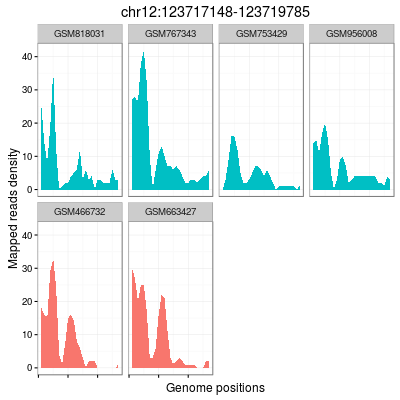 chr12:123717148-123719785
GSM818031 GSM767343 GSM753429 GSM956008
40
30
20
10
0
Mapped reads density
GSM466732 GSM663427
40
30
20
10
0
Genome positions